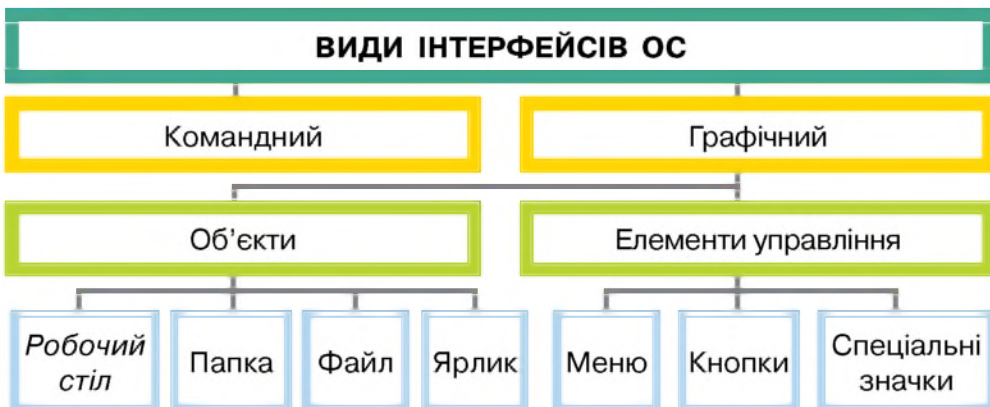 ВИДИ ІНТЕРФЕЙСІВ ОС
Командний
Графічний
Об’єкти
Елементи управління
Робочий
стіл
Папка
Файл
Ярлик
Меню
Кнопки
Спеціальні
значки